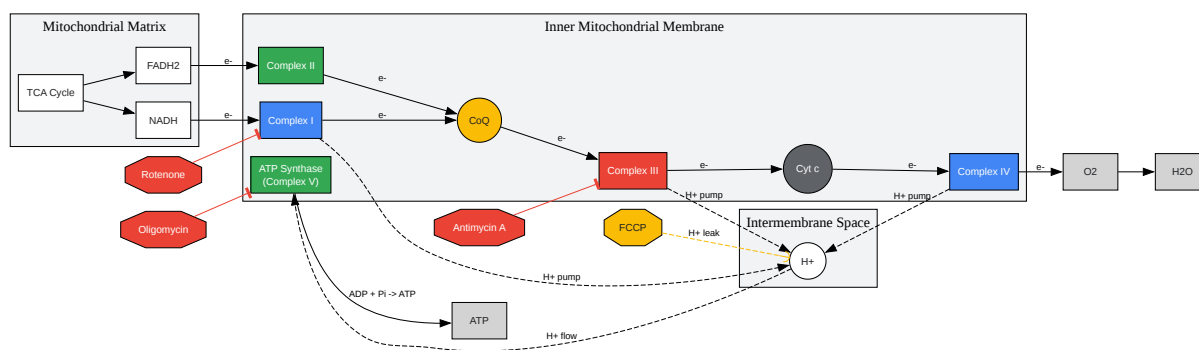 Mitochondrial Matrix
Inner Mitochondrial Membrane
FADH2
e-
Complex II
e-
TCA Cycle
NADH
e-
Complex I
e-
CoQ
e-
Rotenone
ATP Synthase
(Complex V)
Complex III
e-
Cyt c
e-
Complex IV
e-
O2
H2O
H+ pump
H+ pump
Oligomycin
Antimycin A
FCCP
H+ leak
Intermembrane Space
H+
H+ pump
ADP + Pi -> ATP
ATP
H+ flow